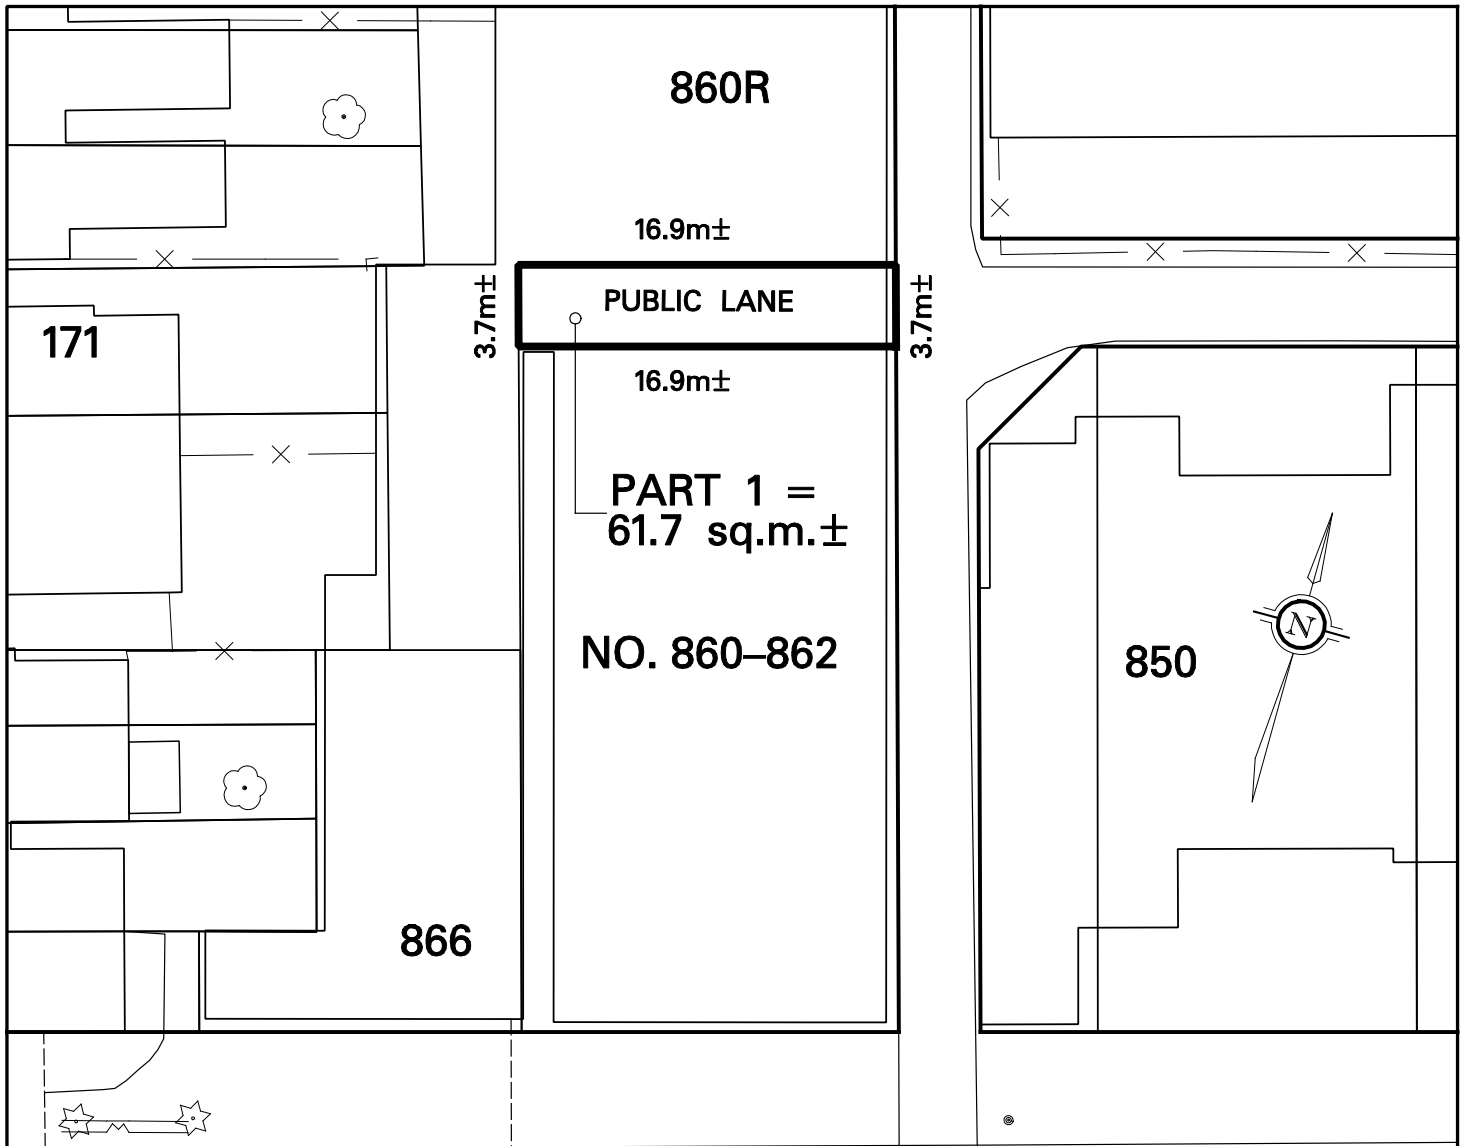 860R
16.9m±
3.7m±
PUBLIC LANE
3.7m±
171
16.9m±
PART 1 =
61.7 sq.m.±
N
NO. 860–862
850
866